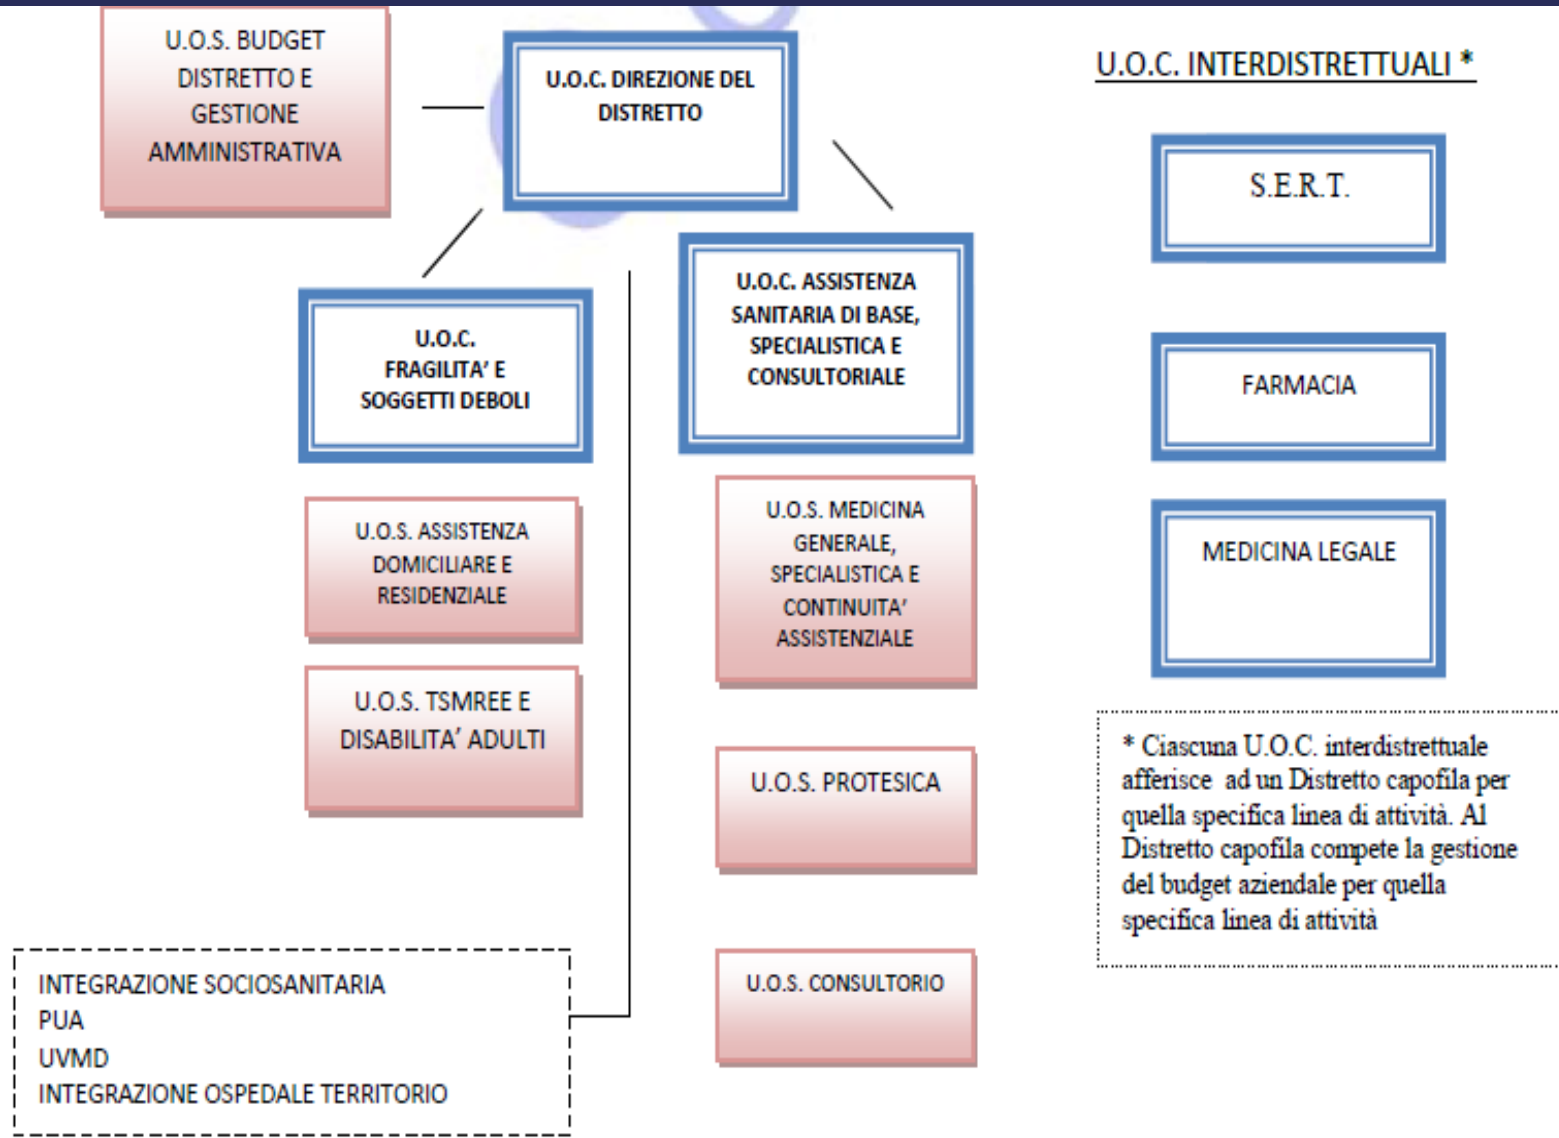 U.O.S. BUDGET
DISTRETTO E
GESTIONE
AMMINISTRATIVA
U.O.C. DIREZIONE DEL
DISTRETTO
U.O.C.
FRAGILITA’ E
SOGGETTI DEBOLI
U.O.S. ASSISTENZA
DOMICILIARE E
RESIDENZIALE
U.O.S. TSMREE E
DISABILITA’ ADULTI
U.O.C. ASSISTENZA
SANITARIA DI BASE,
SPECIALISTICA E
CONSULTORIALE
U.O.S. MEDICINA
GENERALE,
SPECIALISTICA E
CONTINUITA’
ASSISTENZIALE
U.O.S. PROTESICA
U.O.S. CONSULTORIO
INTEGRAZIONE SOCIOSANITARIA
PUA
UVMD
INTEGRAZIONE OSPEDALE TERRITORIO
U.O.C. INTERDISTRETTUALI *
S.E.R.T.
FARMACIA
MEDICINA LEGALE
* Ciascuna U.O.C. interdistrettuale
afferisce ad un Distretto capofila per
quella specifica linea di attività. Al
Distretto capofila compete la gestione
del budget aziendale per quella
specifica linea di attività